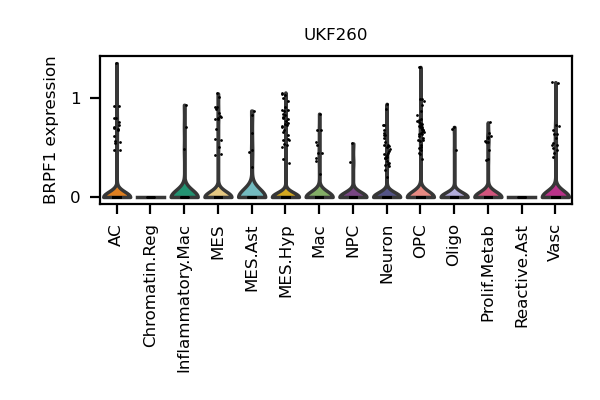 UKF260
BRPF1 expression
1
0
AC
Chromatin.Reg
Inflammatory.Mac
MES
MES.Ast
MES.Hyp
Mac
NPC
Neuron
OPC
Oligo
Prolif.Metab
Reactive.Ast
Vasc